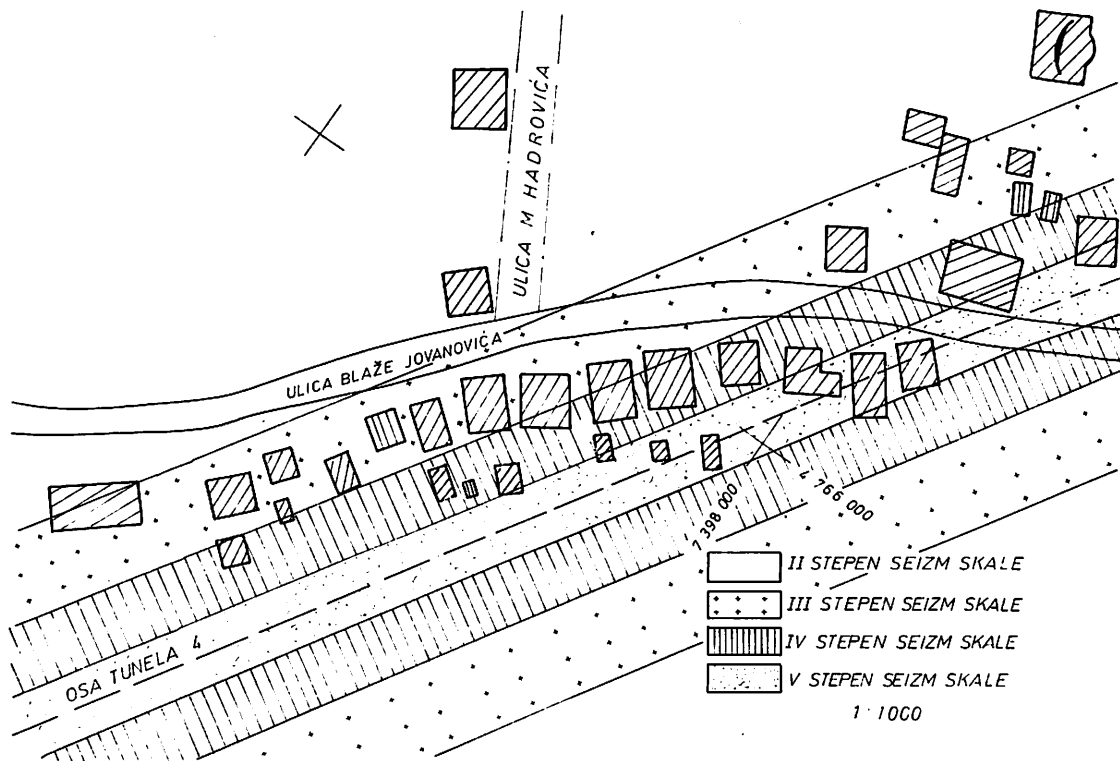 ULICA M HADROVIĆA
ULICA BLAŽE JOVANOVIĆA
OSA TUNELA 4
7 398 000
4 766 000
II STEPEN SEIZM SKALE
III STEPEN SEIZM SKALE
IV STEPEN SEIZM SKALE
V STEPEN SEIZM SKALE
1:1000